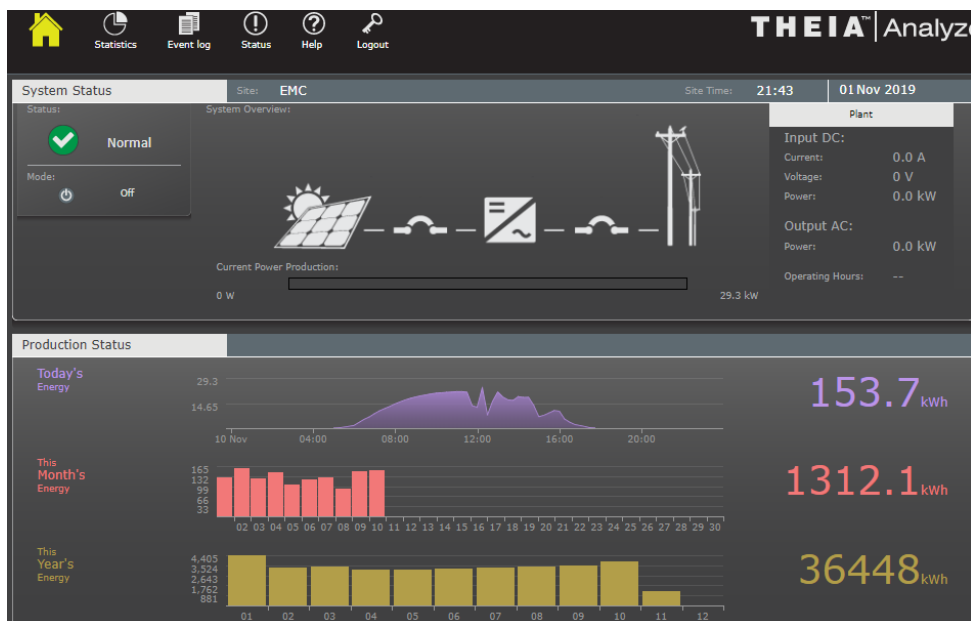 Statistics Event log Status Help Logout
THEIA™ Analyze
System Status Site: EMC Site Time: 21:43 01 Nov 2019
Status:
Normal
Mode:
Off
System Overview:
Current Power Production:
0 W 29.3 kW
Plant
Input DC:
Current: 0.0 A
Voltage: 0 V
Power: 0.0 kW
Output AC:
Power: 0.0 kW
Operating Hours: --
Production Status
Today's
Energy
29.3
14.65
10 Nov 04:00 08:00 12:00 16:00 20:00
153.7 kWh
This
Month's
Energy
165
132
99
66
33
02 03 04 05 06 07 08 09 10 11 12 13 14 15 16 17 18 19 20 21 22 23 24 25 26 27 28 29 30
1312.1 kWh
This
Year's
Energy
4,405
3,524
2,643
1,762
881
01 02 03 04 05 06 07 08 09 10 11 12
36448 kWh